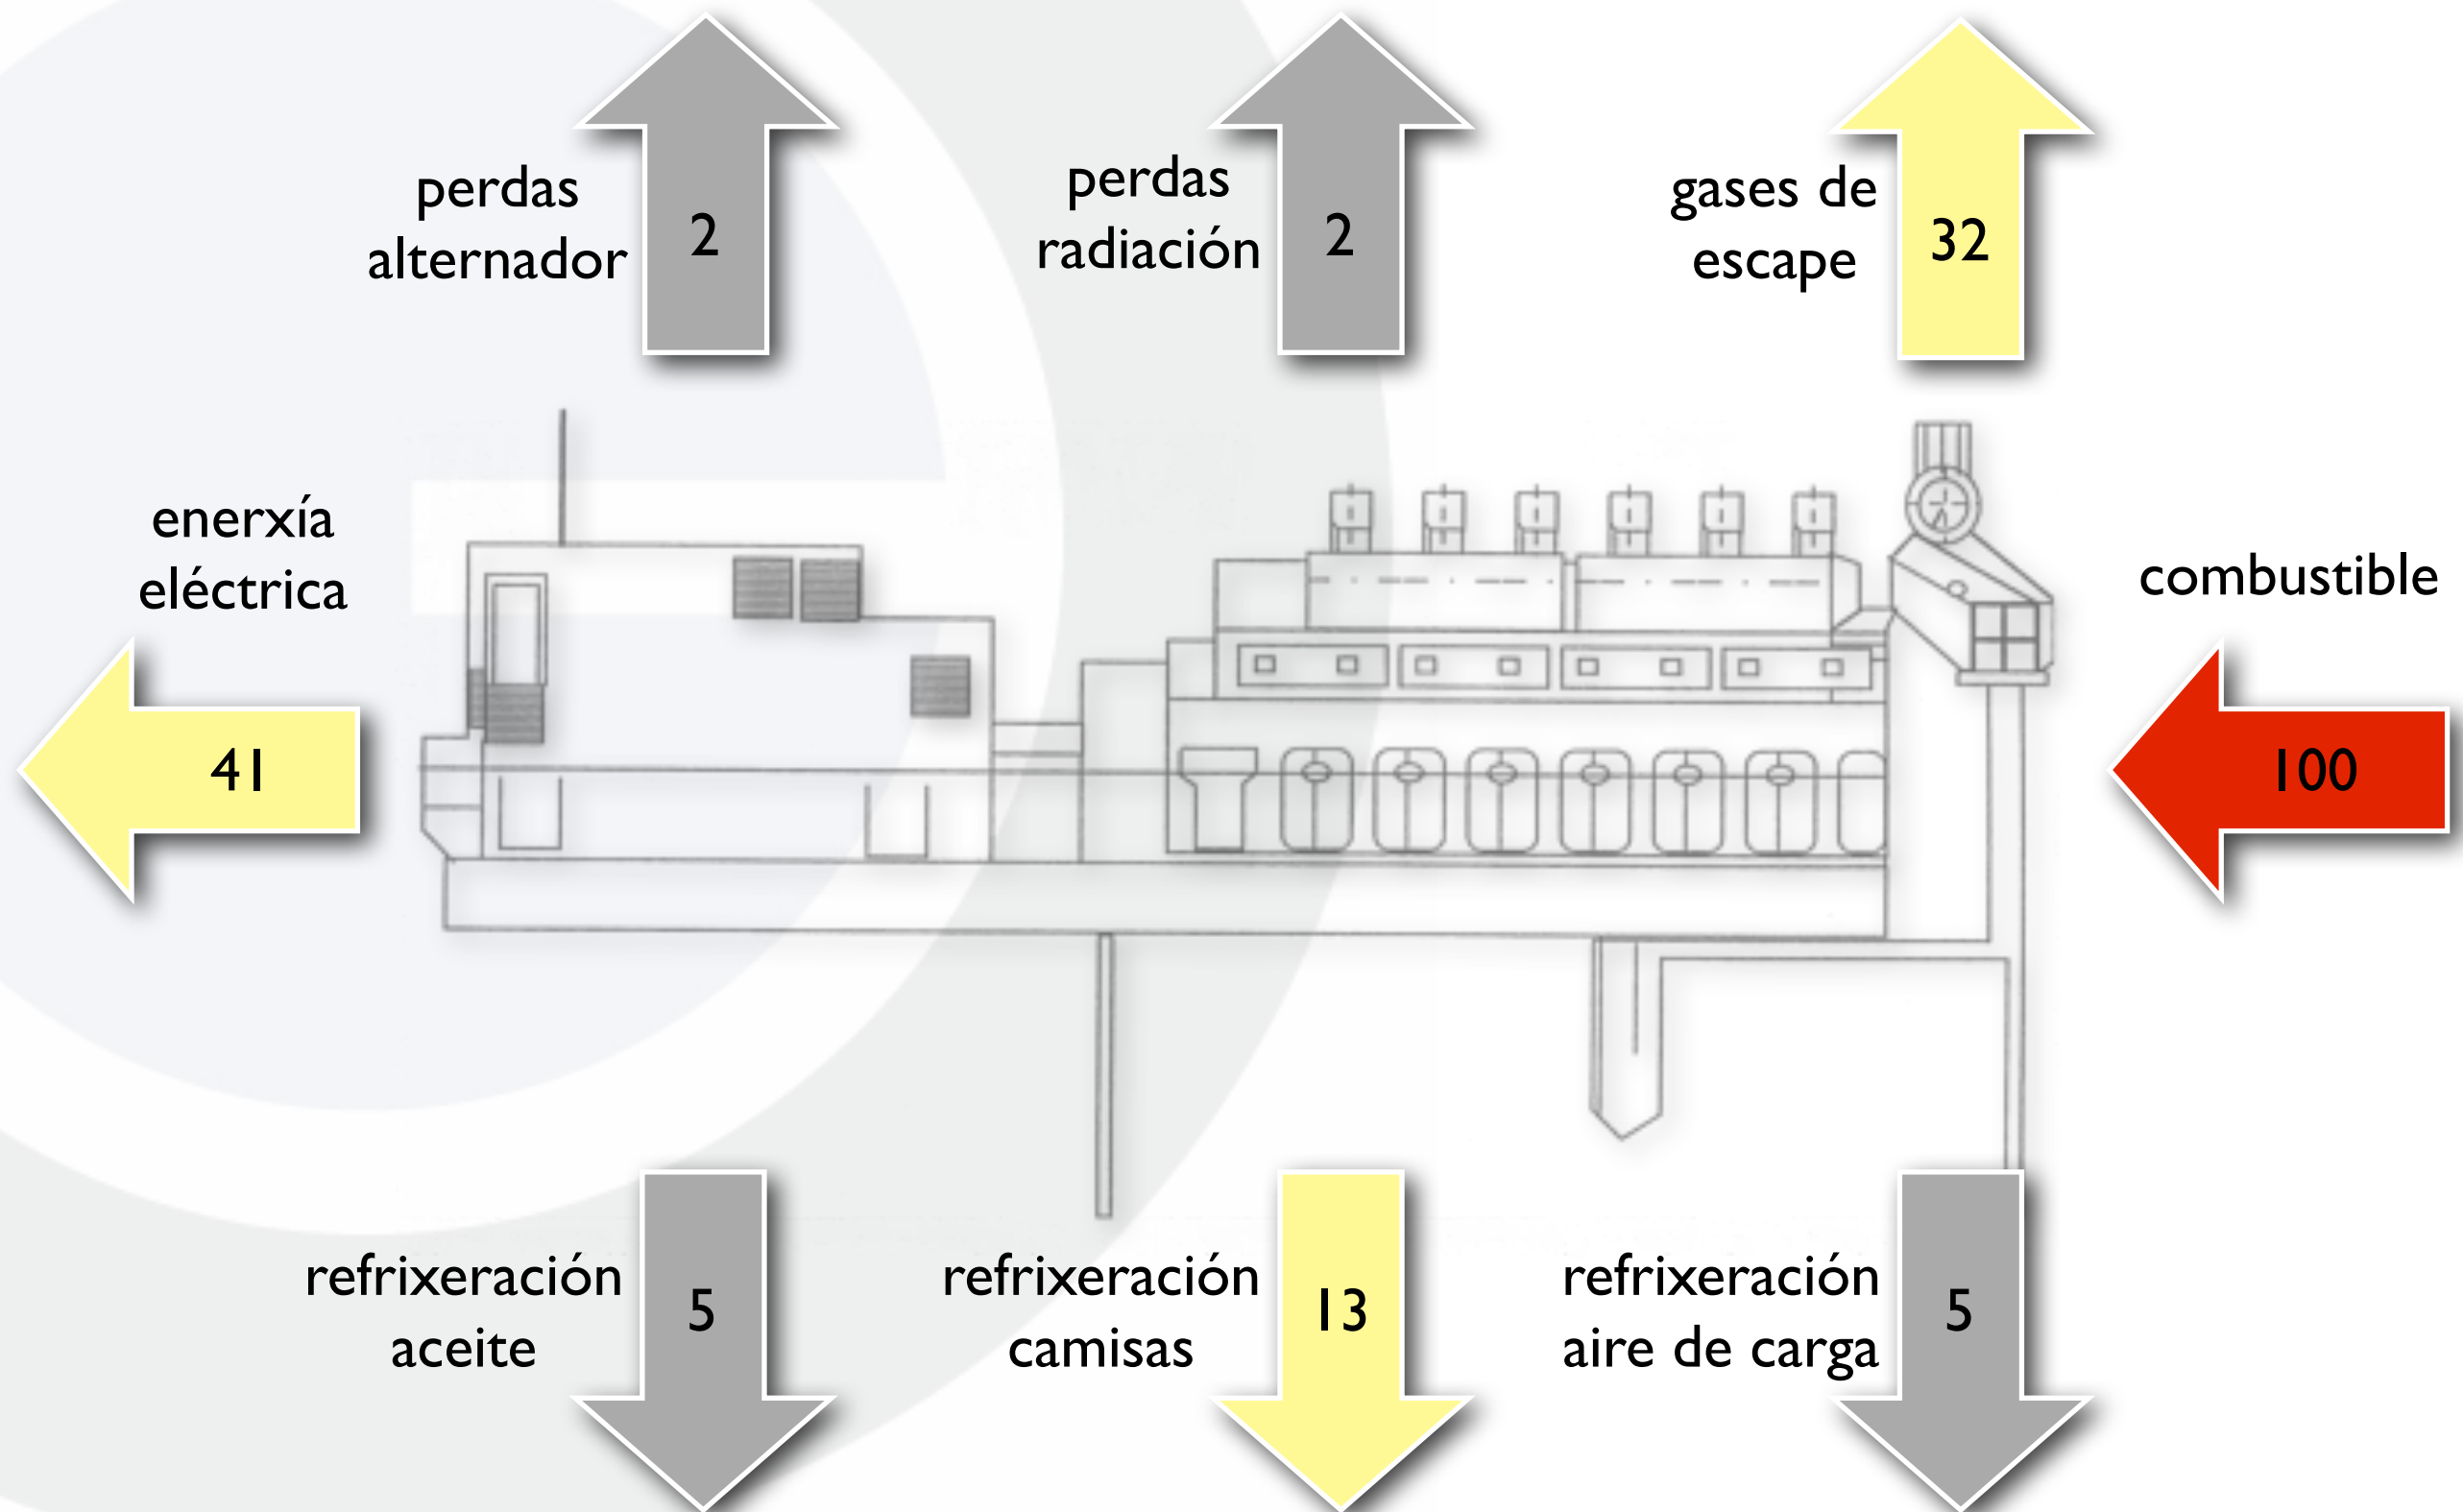 perdas
alternador
2
perdas
radiación
2
gases de
escape
32
enerxía
eléctrica
41
combustible
100
refrixeración
aceite
5
refrixeración
camisas
13
refrixeración
aire de carga
5